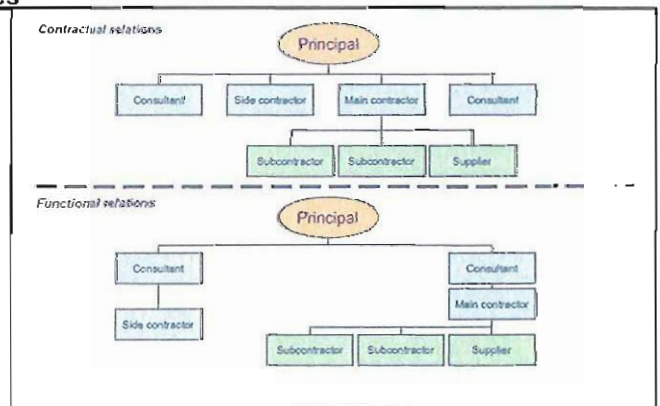 Contractual relations
Principal
Consultant Side contractor Main contractor Consultant
Subcontractor Subcontractor Supplier
Functional relations
Principal
Consultant Consultant
Main contractor
Side contractor
Subcontractor Subcontractor Supplier